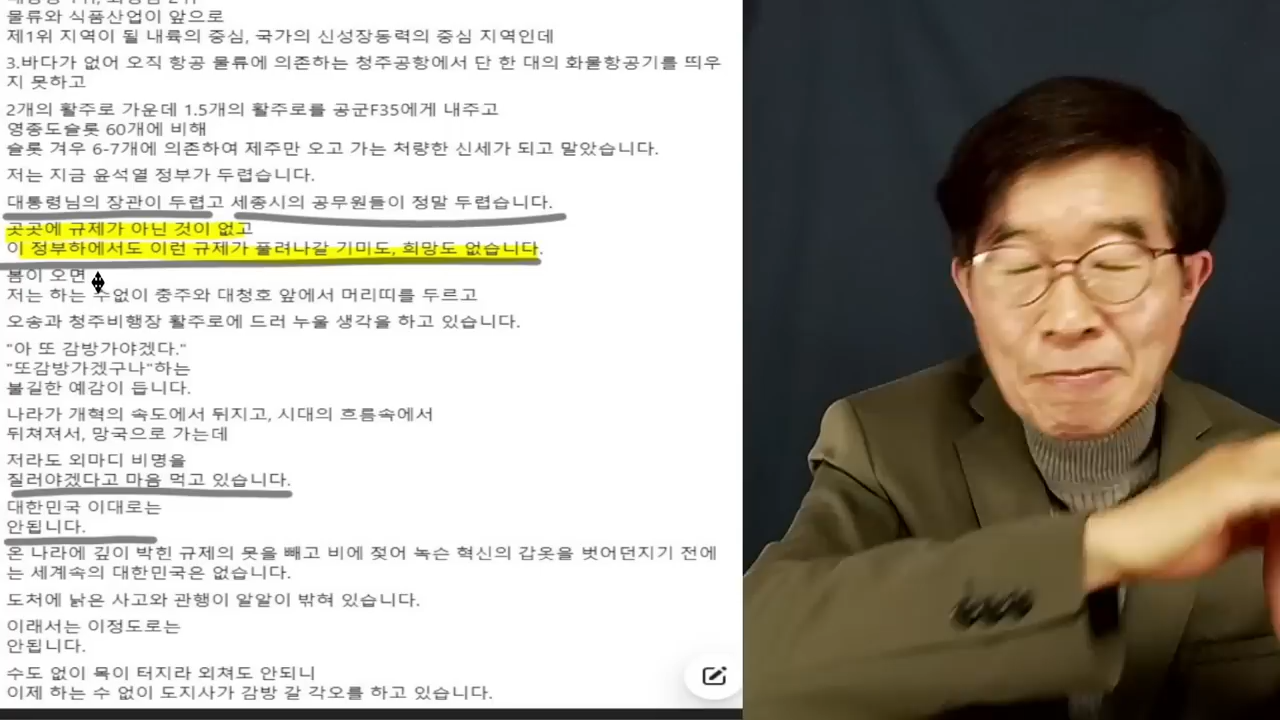 물류와 식품산업이 앞으로
제1위 지역이 될 내륙의 중심, 국가의 신성장동력의 중심 지역인데
3.바다가 없어 오직 항공 물류에 의존하는 청주공항에서 단 한 대의 화물항공기를 띄우
지 못하고
2개의 활주로 가운데 1.5개의 활주로를 공군F35에게 내주고
영종도슬롯 60개에 비해
슬롯 겨우 6-7개에 의존하여 제주만 오고 가는 처량한 신세가 되고 말았습니다.
저는 지금 윤석열 정부가 두렵습니다.
대통령님의 장관이 두렵고 세종시의 공무원들이 정말 두렵습니다.
곳곳에 규제가 아닌 것이 없고
이 정부하에서도 이런 규제가 풀려나갈 기미도, 희망도 없습니다.
봄이 오면
저는 하는 수없이 충주와 대청호 앞에서 머리띠를 두르고
오송과 청주비행장 활주로에 드러 누울 생각을 하고 있습니다.
"아 또 감방가야겠다."
"또감방가겠구나"하는
불길한 예감이 듭니다.
나라가 개혁의 속도에서 뒤지고, 시대의 흐름속에서
뒤쳐져서, 망국으로 가는데
저라도 외마디 비명을
질러야겠다고 마음 먹고 있습니다.
대한민국 이대로는
안됩니다.
온 나라에 깊이 박힌 규제의 못을 빼고 비에 젖어 녹슨 혁신의 갑옷을 벗어던지기 전에
는 세계속의 대한민국은 없습니다.
도처에 낡은 사고와 관행이 알알이 밖혀 있습니다.
이래서는 이정도로는
안됩니다.
수도 없이 목이 터지라 외쳐도 안되니
이제 하는 수 없이 도지사가 감방 갈 각오를 하고 있습니다.